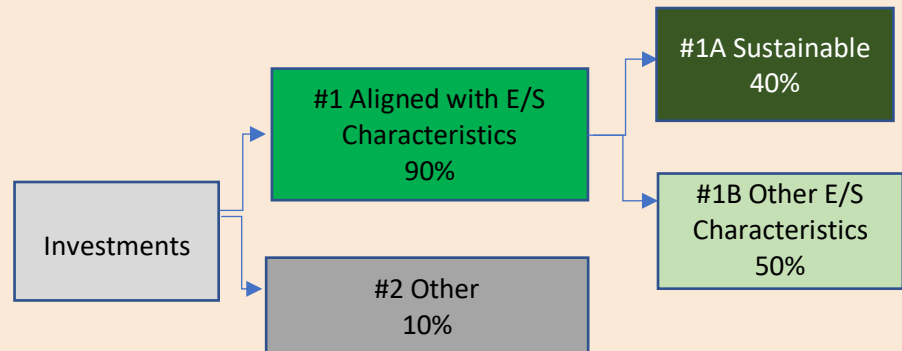 Investments
#1 Aligned with E/S
Characteristics
90%
#2 Other
10%
#1A Sustainable
40%
#1B Other E/S
Characteristics
50%